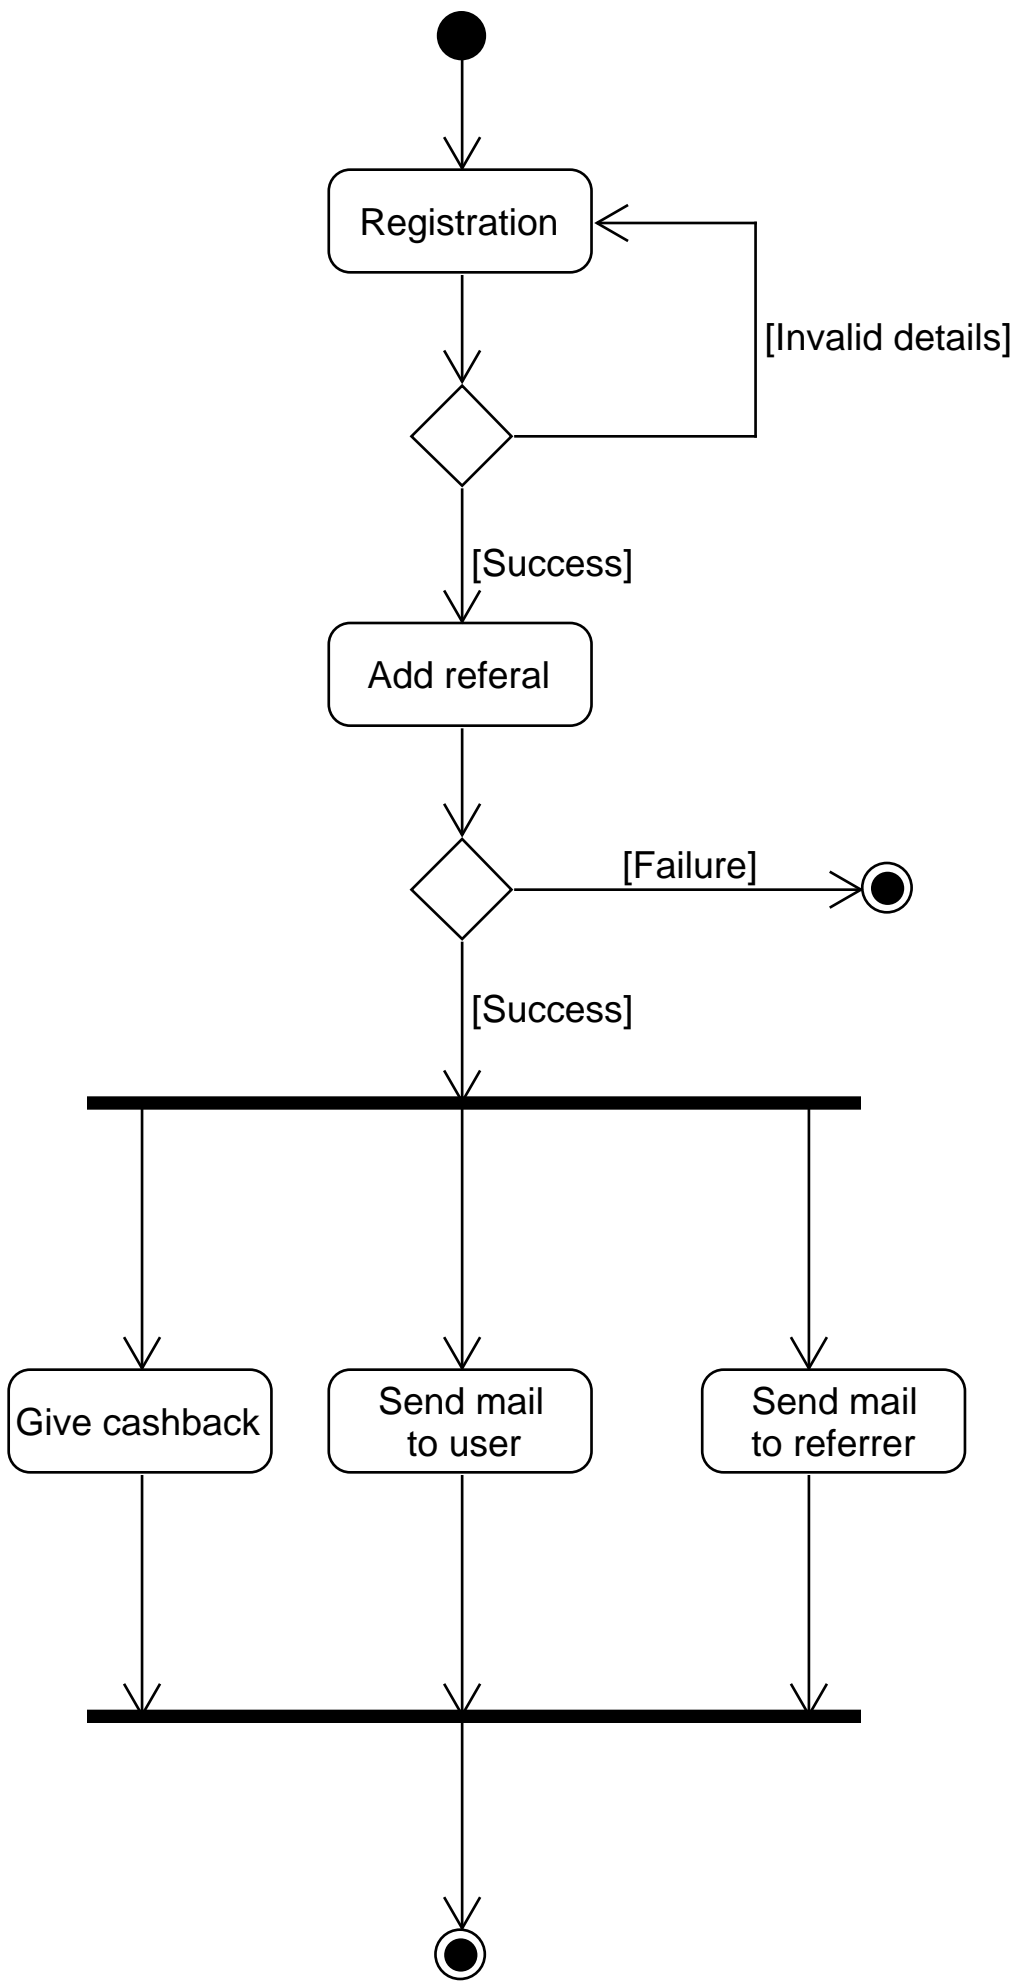 Registration
[Invalid details]
[Success]
Add referal
[Failure]
[Success]
Give cashback
Send mail
to user
Send mail
to referrer